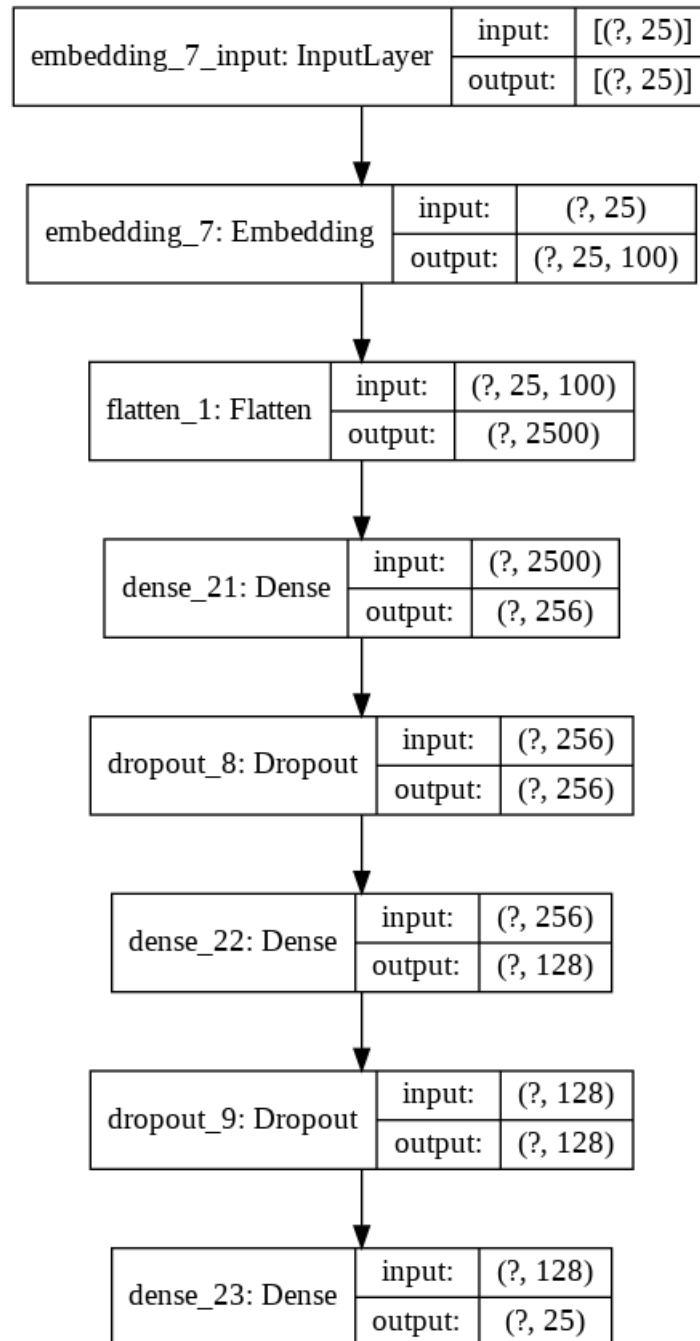 embedding_7_input: InputLayer
input: [(?, 25)]
output: [(?, 25)]
embedding_7: Embedding
input: (?, 25)
output: (?, 25, 100)
flatten_1: Flatten
input: (?, 25, 100)
output: (?, 2500)
dense_21: Dense
input: (?, 2500)
output: (?, 256)
dropout_8: Dropout
input: (?, 256)
output: (?, 256)
dense_22: Dense
input: (?, 256)
output: (?, 128)
dropout_9: Dropout
input: (?, 128)
output: (?, 128)
dense_23: Dense
input: (?, 128)
output: (?, 25)